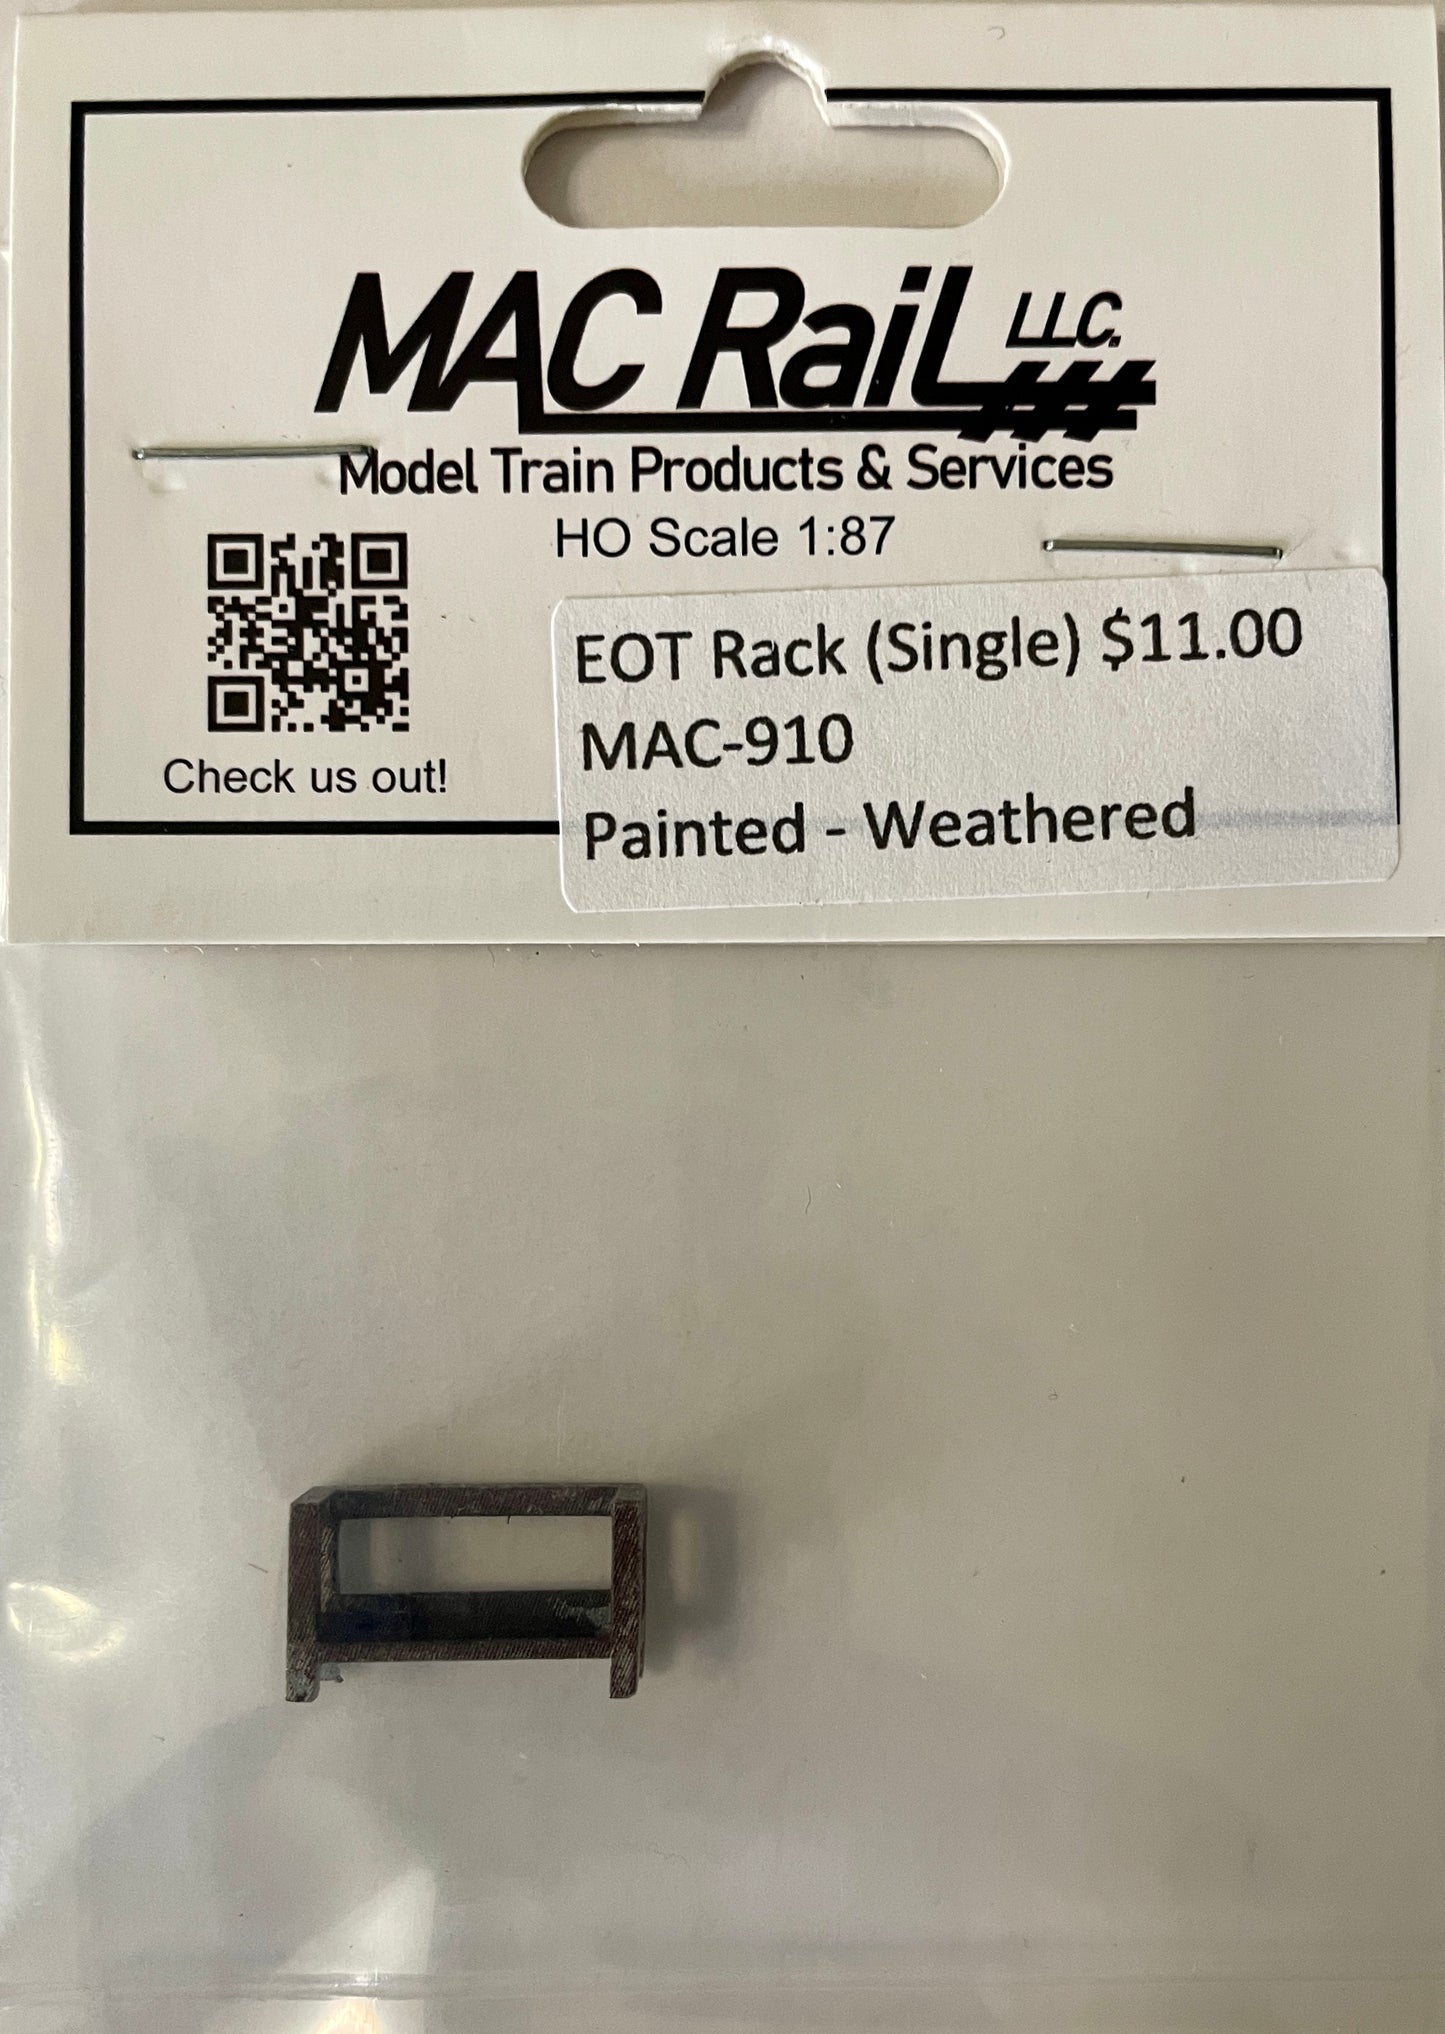 MAC RaiL LLC.
Model Train Products & Services
HO Scale 1:87
EOT Rack (Single) $11.00
MAC-910
Painted - Weathered
Check us out!